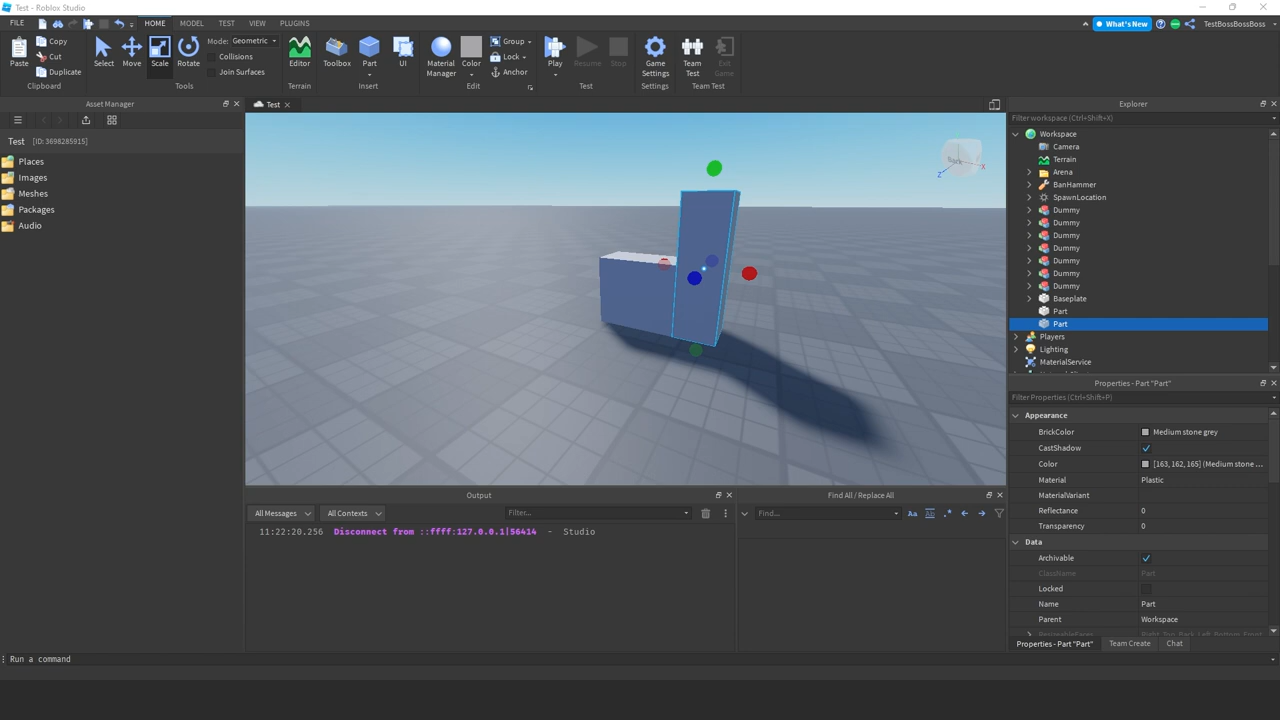 Test - Roblox Studio
FILE HOME MODEL TEST VIEW PLUGINS What's New TestBossBossBoss
Paste Copy Cut Duplicate Clipboard
Select Move Scale Rotate Mode: Geometric Collisions Join Surfaces Tools
Editor Terrain
Toolbox Part UI Insert
Material Manager Color Group Lock Anchor Edit
Play Resume Stop Test
Game Settings Settings
Team Test Exit Game Team Test
Asset Manager
Test [ID: 3698285915]
Places
Images
Meshes
Packages
Audio
Test
Back
X
Z
Output
All Messages All Contexts Filter...
11:22:20.256 Disconnect from ::ffff:127.0.0.1|56414 - Studio
Find All / Replace All
Find... Aa Ab .*
Explorer
Filter workspace (Ctrl+Shift+X)
Workspace
Camera
Terrain
Arena
BanHammer
SpawnLocation
Dummy
Dummy
Dummy
Dummy
Dummy
Dummy
Dummy
Baseplate
Part
Part
Players
Lighting
MaterialService
Properties - Part "Part"
Filter Properties (Ctrl+Shift+P)
Appearance
BrickColor Medium stone grey
CastShadow
Color [163, 162, 165] (Medium stone ...
Material Plastic
MaterialVariant
Reflectance 0
Transparency 0
Data
Archivable
ClassName Part
Locked
Name Part
Parent Workspace
Properties - Part "Part" Team Create Chat
Run a command